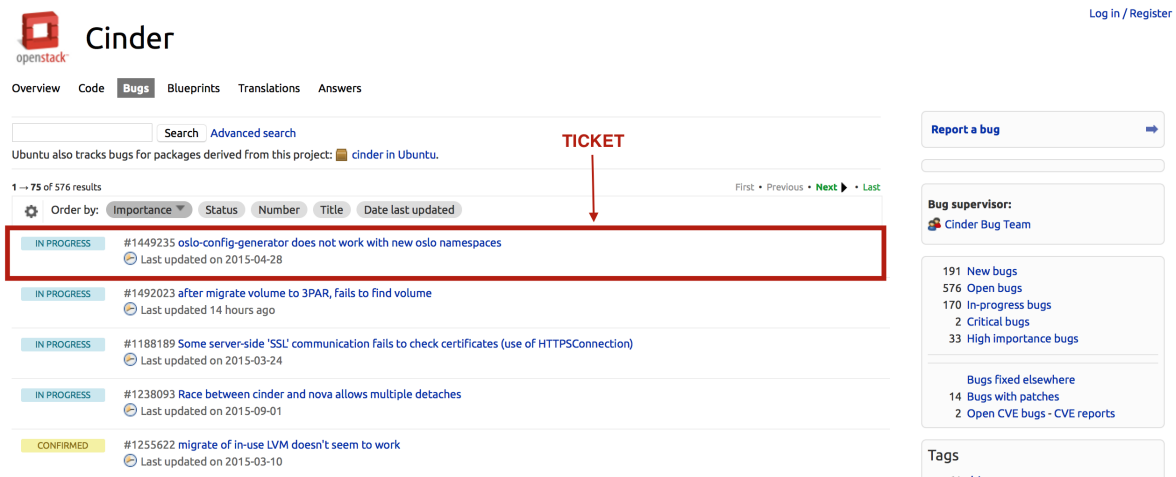 Log in / Register
openstack
Cinder
Overview Code Bugs Blueprints Translations Answers
Search Advanced search
Ubuntu also tracks bugs for packages derived from this project: cinder in Ubuntu.
TICKET
1 → 75 of 576 results
First • Previous • Next • Last
Order by: Importance Status Number Title Date last updated
IN PROGRESS #1449235 oslo-config-generator does not work with new oslo namespaces
Last updated on 2015-04-28
IN PROGRESS #1492023 after migrate volume to 3PAR, fails to find volume
Last updated 14 hours ago
IN PROGRESS #1188189 Some server-side 'SSL' communication fails to check certificates (use of HTTPSConnection)
Last updated on 2015-03-24
IN PROGRESS #1238093 Race between cinder and nova allows multiple detaches
Last updated on 2015-09-01
CONFIRMED #1255622 migrate of in-use LVM doesn't seem to work
Last updated on 2015-03-10
Report a bug
Bug supervisor:
Cinder Bug Team
191 New bugs
576 Open bugs
170 In-progress bugs
2 Critical bugs
33 High importance bugs
Bugs fixed elsewhere
14 Bugs with patches
2 Open CVE bugs - CVE reports
Tags